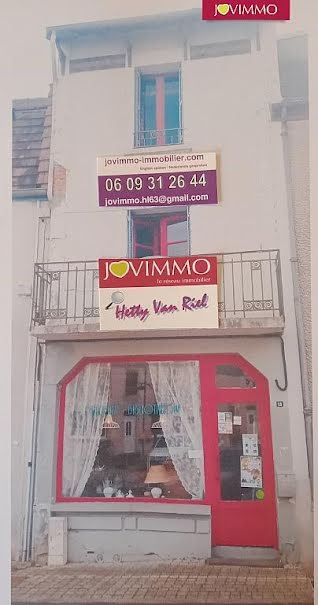 JOVIMMO
jovimmo-immobilier.com
06 09 31 26 44
jovimmo.hl63@gmail.com
JOVIMMO
le réseau immobilier
Hetty Van Riel